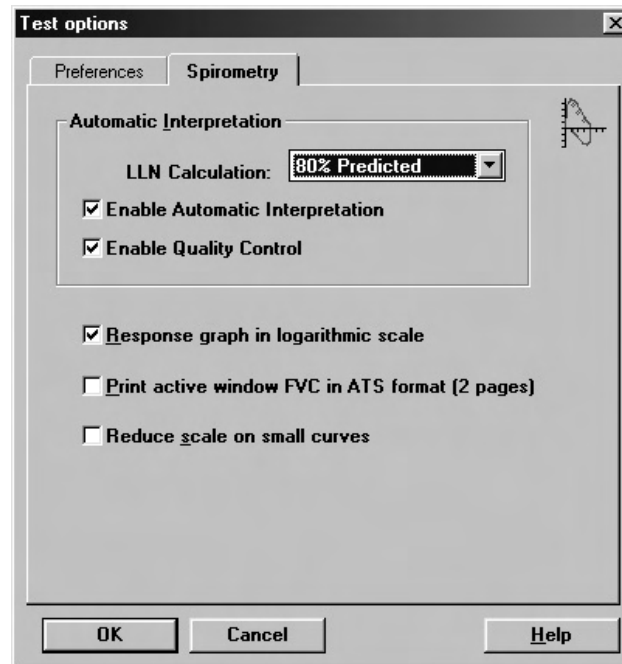 Test options
Preferences
Spirometry
Automatic Interpretation
LLN Calculation: 80% Predicted
Enable Automatic Interpretation
Enable Quality Control
Response graph in logarithmic scale
Print active window FVC in ATS format (2 pages)
Reduce scale on small curves
OK Cancel Help